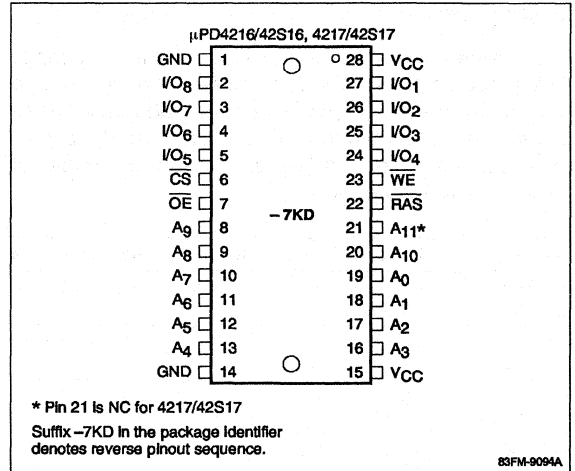 μPD4216/42S16, 4217/42S17
GND 1 28 VCC
I/O8 2 27 I/O1
I/O7 3 26 I/O2
I/O6 4 25 I/O3
I/O5 5 24 I/O4
CS 6 23 WE
OE 7 22 RAS
A9 8 21 A11*
A8 9 20 A10
–7KD
A7 10 19 A0
A6 11 18 A1
A5 12 17 A2
A4 13 16 A3
GND 14 15 VCC
* Pin 21 is NC for 4217/42S17
Suffix –7KD in the package identifier
denotes reverse pinout sequence.
83FM-9094A